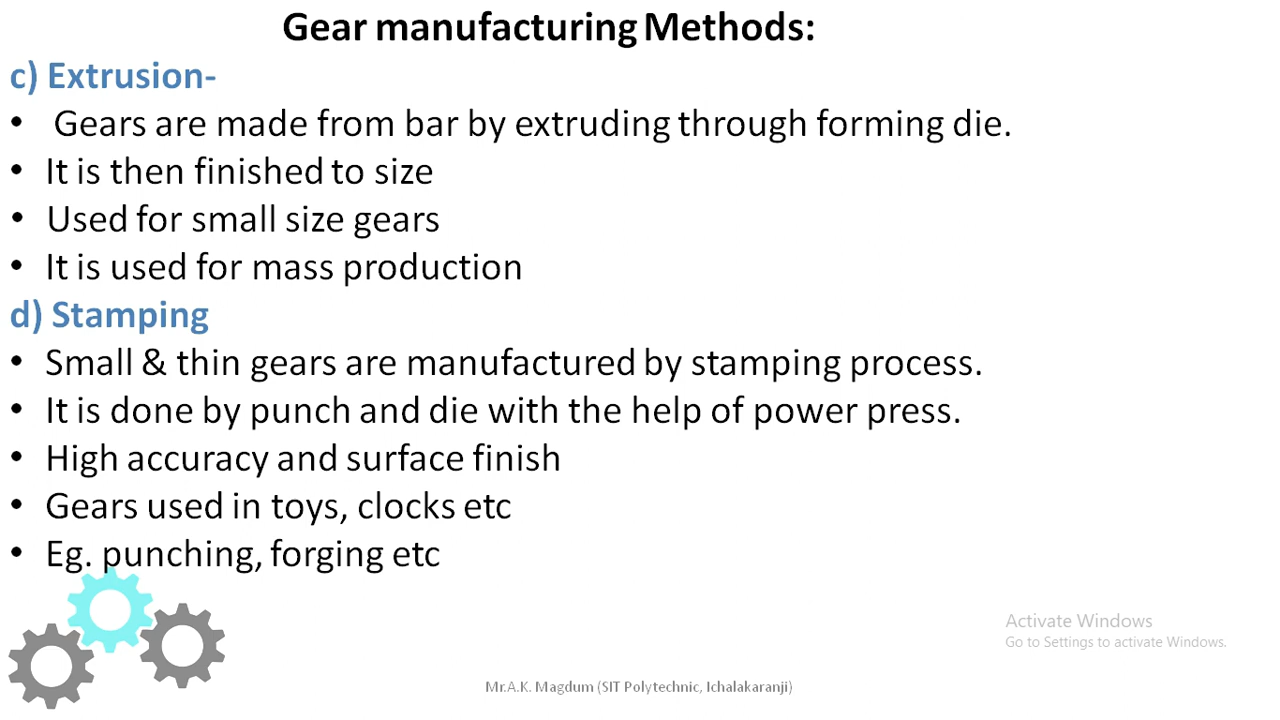 Gear manufacturing Methods:
c) Extrusion-
• Gears are made from bar by extruding through forming die.
• It is then finished to size
• Used for small size gears
• It is used for mass production
d) Stamping
• Small & thin gears are manufactured by stamping process.
• It is done by punch and die with the help of power press.
• High accuracy and surface finish
• Gears used in toys, clocks etc
• Eg. punching, forging etc
Activate Windows
Go to Settings to activate Windows.
Mr.A.K. Magdum (SIT Polytechnic, Ichalakaranji)